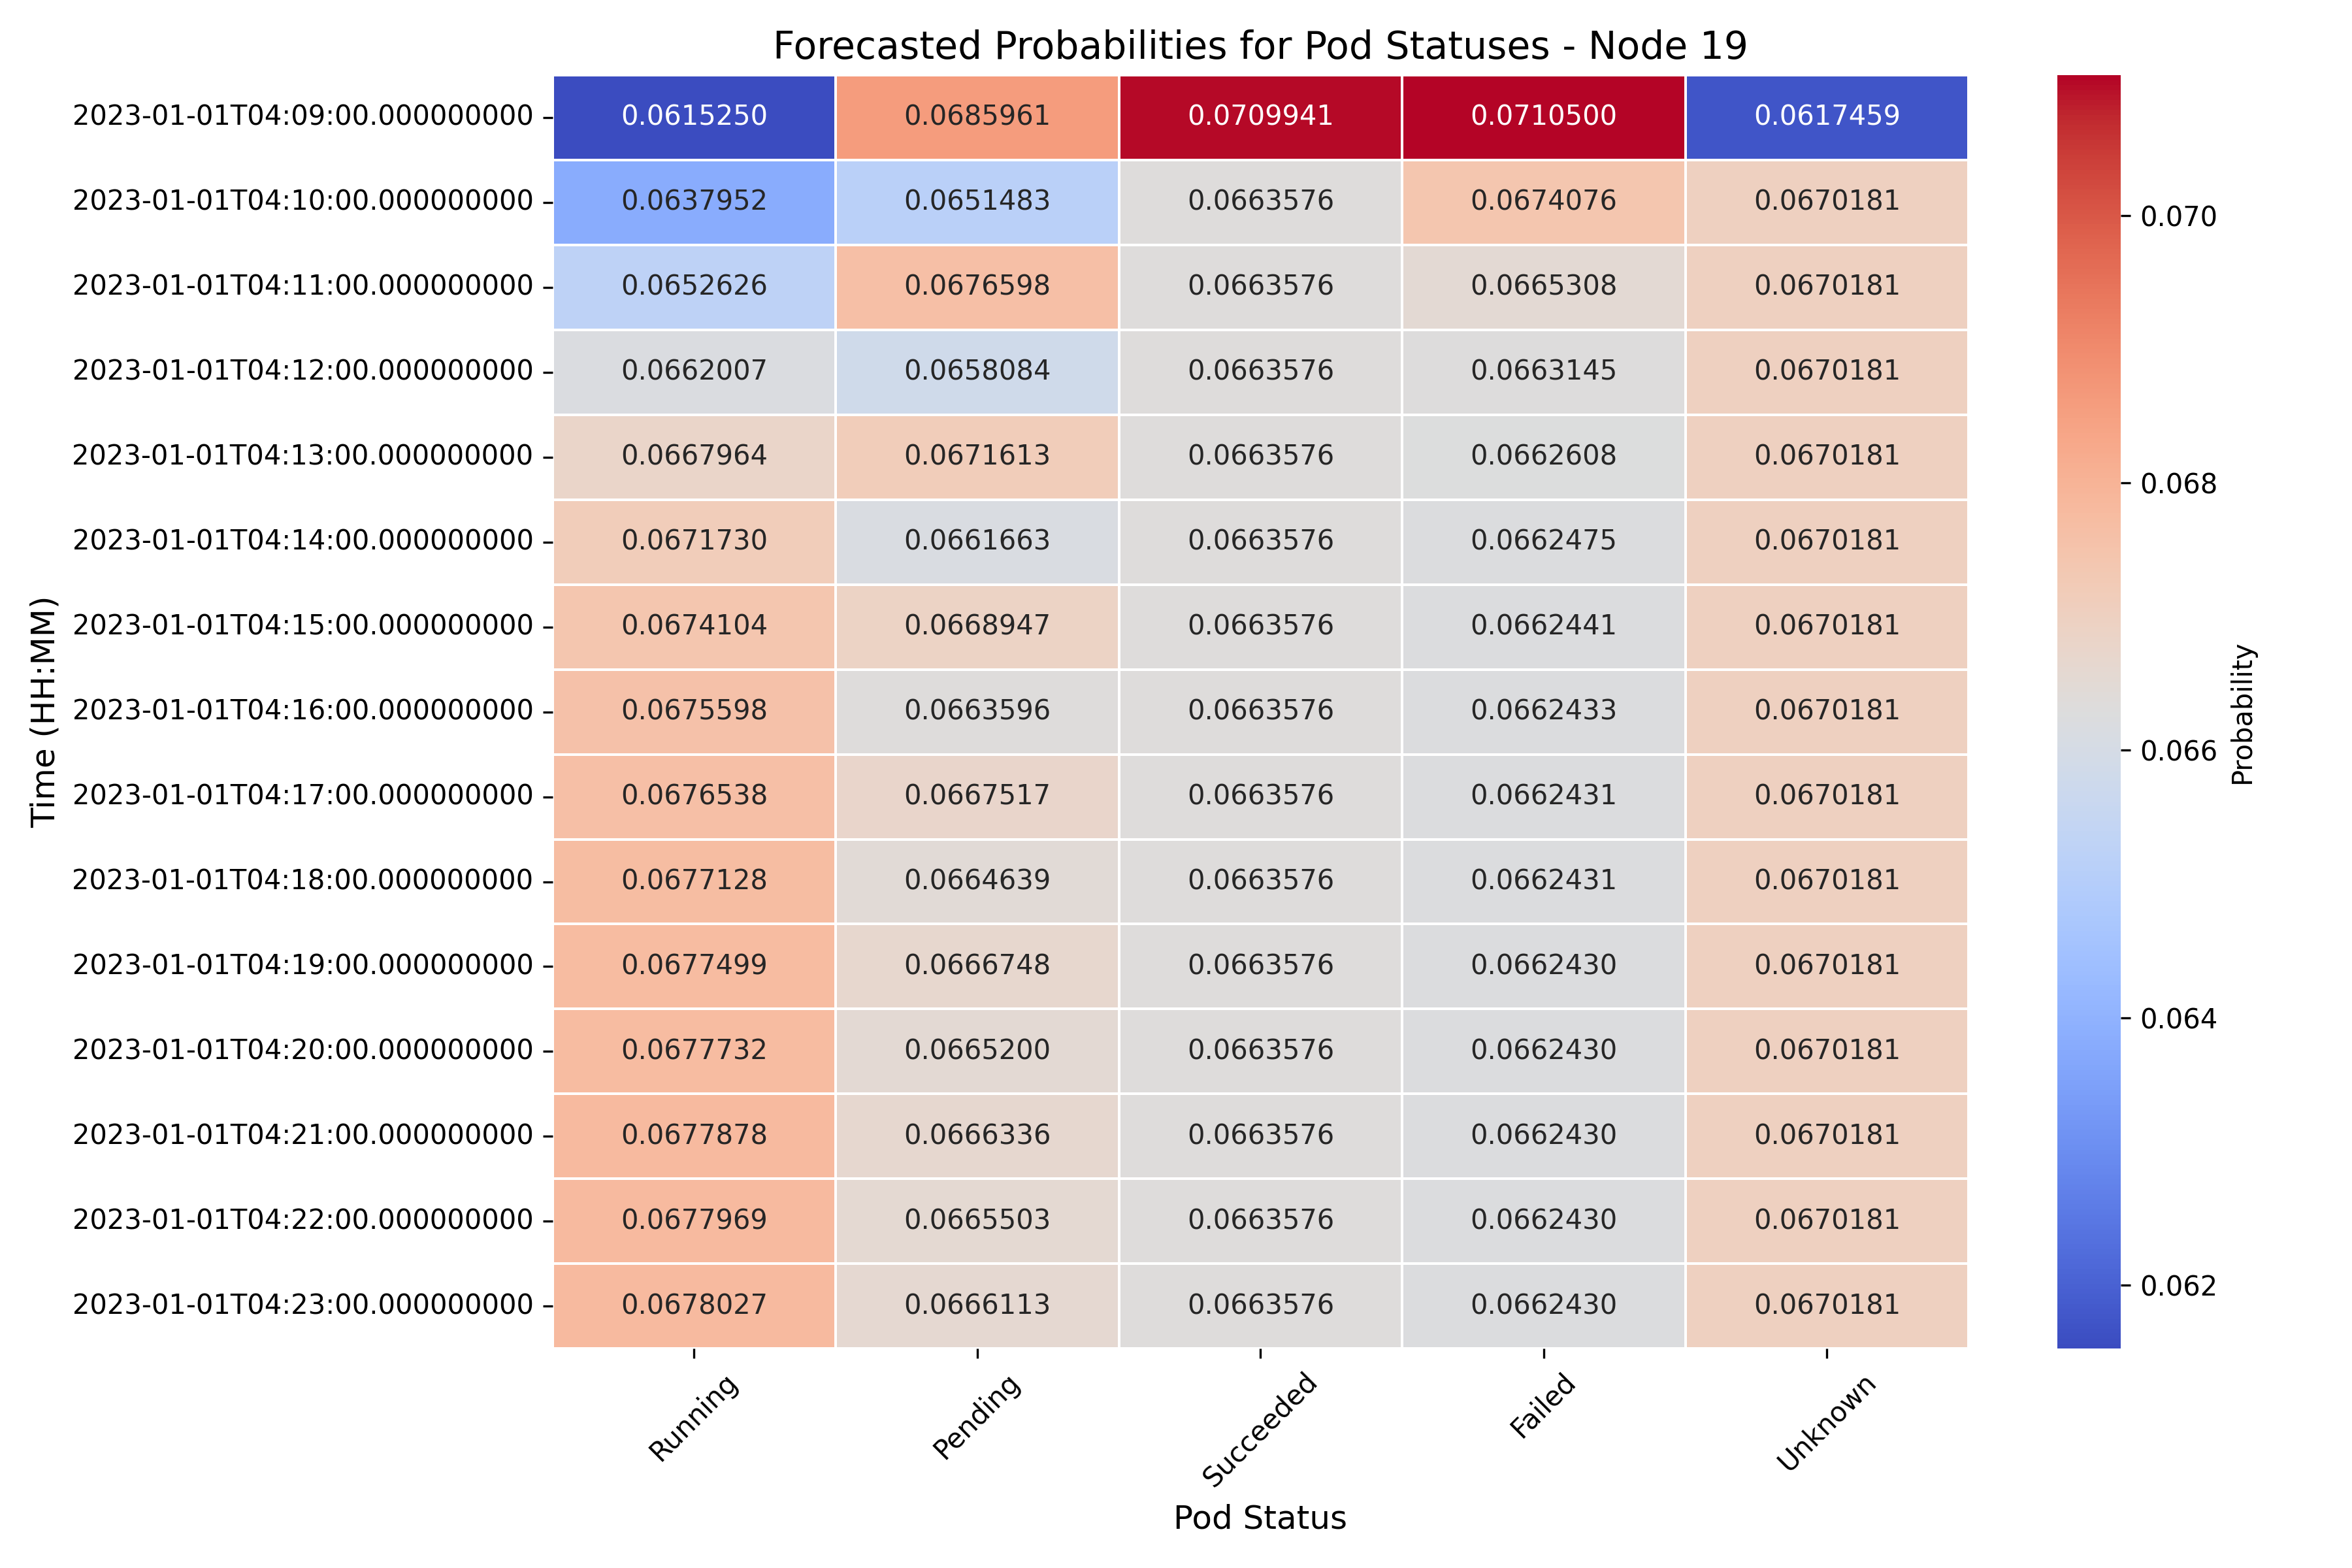 Forecasted Probabilities for Pod Statuses - Node 19
2023-01-01T04:09:00.000000000 0.0615250 0.0685961 0.0709941 0.0710500 0.0617459
2023-01-01T04:10:00.000000000 0.0637952 0.0651483 0.0663576 0.0674076 0.0670181
2023-01-01T04:11:00.000000000 0.0652626 0.0676598 0.0663576 0.0665308 0.0670181
2023-01-01T04:12:00.000000000 0.0662007 0.0658084 0.0663576 0.0663145 0.0670181
2023-01-01T04:13:00.000000000 0.0667964 0.0671613 0.0663576 0.0662608 0.0670181
2023-01-01T04:14:00.000000000 0.0671730 0.0661663 0.0663576 0.0662475 0.0670181
2023-01-01T04:15:00.000000000 0.0674104 0.0668947 0.0663576 0.0662441 0.0670181
2023-01-01T04:16:00.000000000 0.0675598 0.0663596 0.0663576 0.0662433 0.0670181
2023-01-01T04:17:00.000000000 0.0676538 0.0667517 0.0663576 0.0662431 0.0670181
2023-01-01T04:18:00.000000000 0.0677128 0.0664639 0.0663576 0.0662431 0.0670181
2023-01-01T04:19:00.000000000 0.0677499 0.0666748 0.0663576 0.0662430 0.0670181
2023-01-01T04:20:00.000000000 0.0677732 0.0665200 0.0663576 0.0662430 0.0670181
2023-01-01T04:21:00.000000000 0.0677878 0.0666336 0.0663576 0.0662430 0.0670181
2023-01-01T04:22:00.000000000 0.0677969 0.0665503 0.0663576 0.0662430 0.0670181
2023-01-01T04:23:00.000000000 0.0678027 0.0666113 0.0663576 0.0662430 0.0670181
Time (HH:MM)
Running Pending Succeeded Failed Unknown
Pod Status
0.070
0.068
0.066
0.064
0.062
Probability